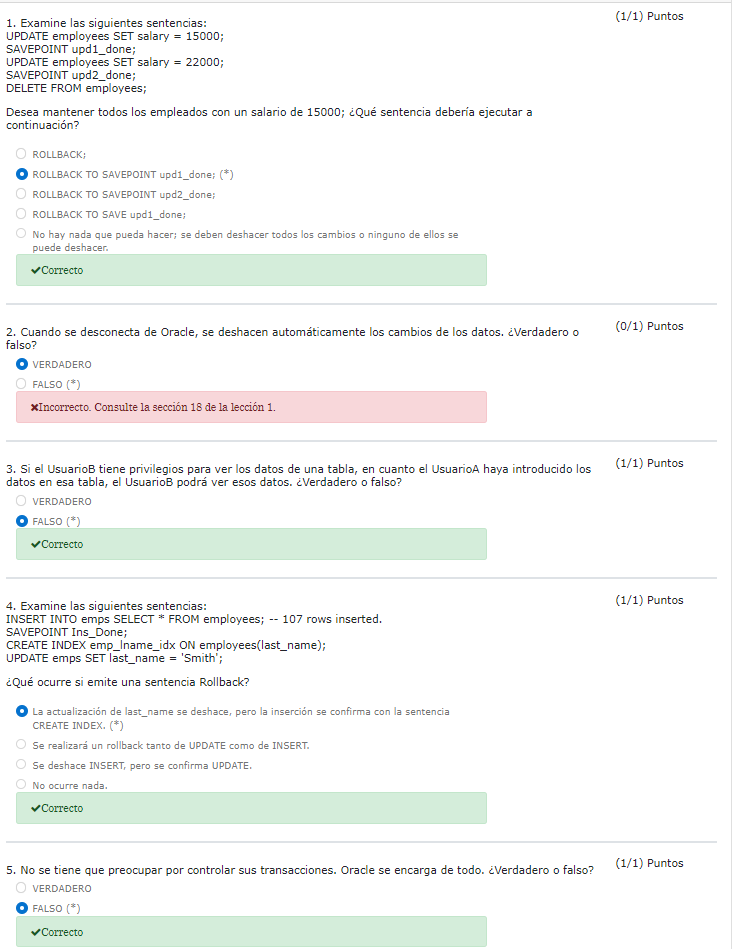 (1/1) Puntos
1. Examine las siguientes sentencias:
UPDATE employees SET salary = 15000;
SAVEPOINT upd1_done;
UPDATE employees SET salary = 22000;
SAVEPOINT upd2_done;
DELETE FROM employees;
Desea mantener todos los empleados con un salario de 15000; ¿Qué sentencia debería ejecutar a
continuación?
ROLLBACK;
ROLLBACK TO SAVEPOINT upd1_done; (*)
ROLLBACK TO SAVEPOINT upd2_done;
ROLLBACK TO SAVE upd1_done;
No hay nada que pueda hacer; se deben deshacer todos los cambios o ninguno de ellos se
puede deshacer.
✔Correcto
(0/1) Puntos
2. Cuando se desconecta de Oracle, se deshacen automáticamente los cambios de los datos. ¿Verdadero o
falso?
VERDADERO
FALSO (*)
✖Incorrecto. Consulte la sección 18 de la lección 1.
(1/1) Puntos
3. Si el UsuarioB tiene privilegios para ver los datos de una tabla, en cuanto el UsuarioA haya introducido los
datos en esa tabla, el UsuarioB podrá ver esos datos. ¿Verdadero o falso?
VERDADERO
FALSO (*)
✔Correcto
(1/1) Puntos
4. Examine las siguientes sentencias:
INSERT INTO emps SELECT * FROM employees; -- 107 rows inserted.
SAVEPOINT Ins_Done;
CREATE INDEX emp_lname_idx ON employees(last_name);
UPDATE emps SET last_name = 'Smith';
¿Qué ocurre si emite una sentencia Rollback?
La actualización de last_name se deshace, pero la inserción se confirma con la sentencia
CREATE INDEX. (*)
Se realizará un rollback tanto de UPDATE como de INSERT.
Se deshace INSERT, pero se confirma UPDATE.
No ocurre nada.
✔Correcto
(1/1) Puntos
5. No se tiene que preocupar por controlar sus transacciones. Oracle se encarga de todo. ¿Verdadero o falso?
VERDADERO
FALSO (*)
✔Correcto